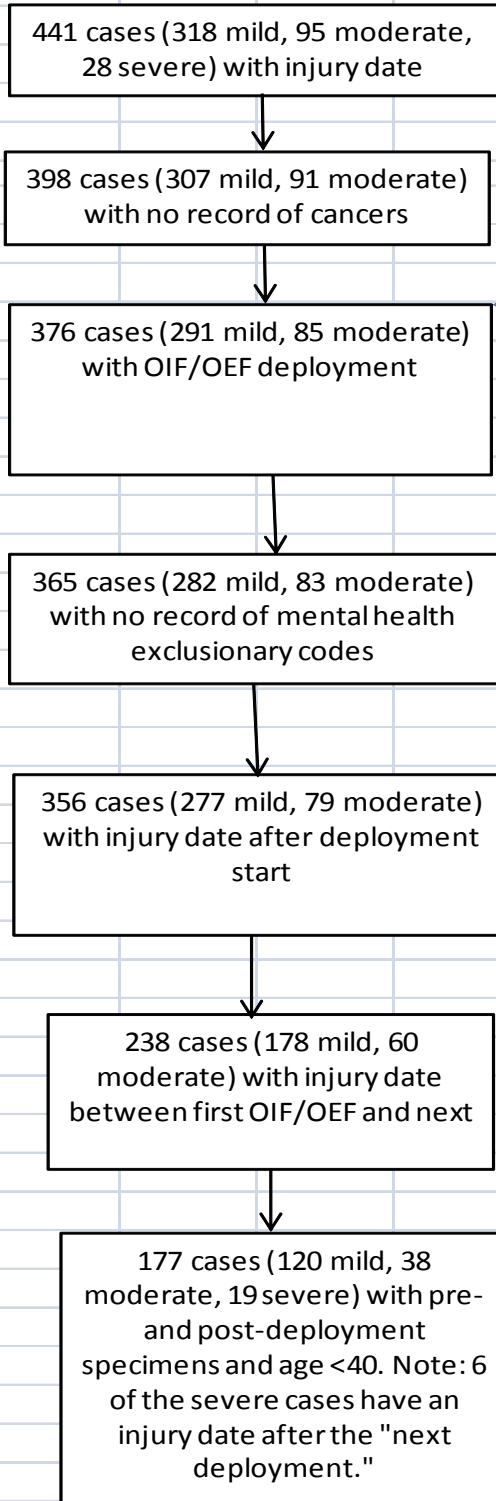 441 cases (318 mild, 95 moderate,
28 severe) with injury date
398 cases (307 mild, 91 moderate)
with no record of cancers
376 cases (291 mild, 85 moderate)
with OIF/OEF deployment
365 cases (282 mild, 83 moderate)
with no record of mental health
exclusionary codes
356 cases (277 mild, 79 moderate)
with injury date after deployment
start
238 cases (178 mild, 60
moderate) with injury date
between first OIF/OEF and next
177 cases (120 mild, 38
moderate, 19 severe) with pre-
and post-deployment
specimens and age <40. Note: 6
of the severe cases have an
injury date after the "next
deployment."